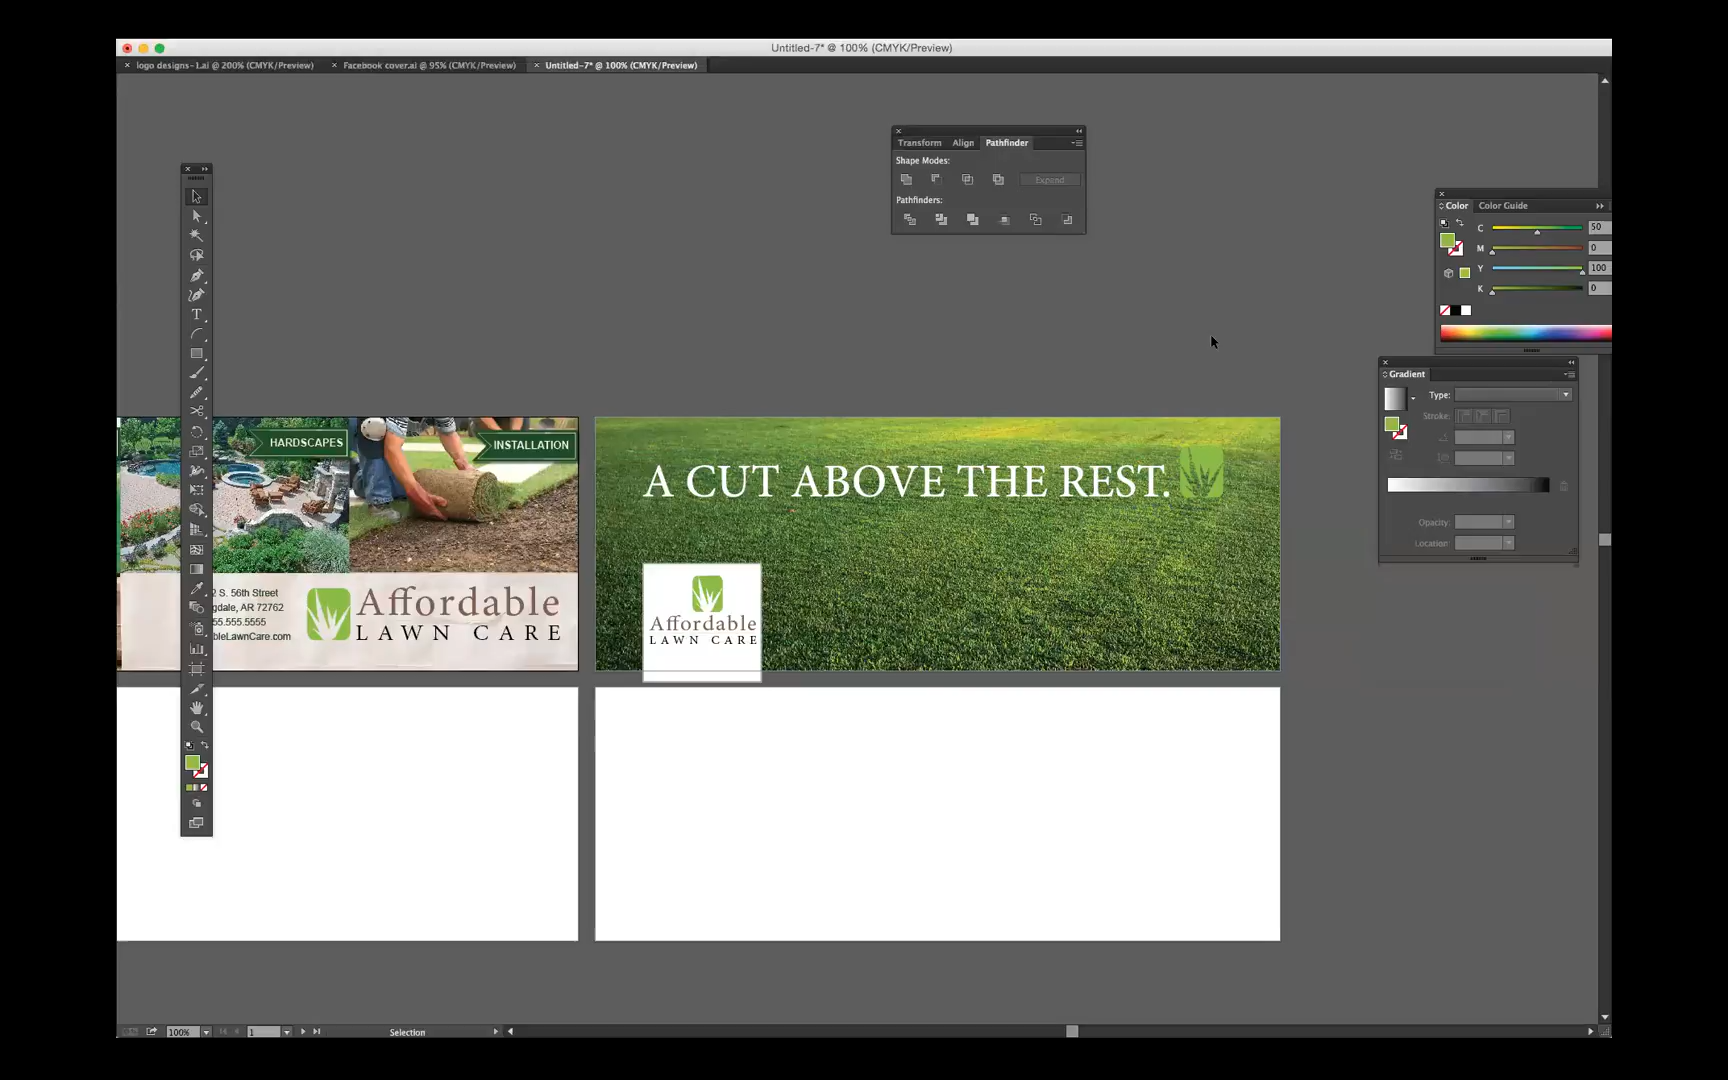 Untitled-7* @ 100% (CMYK/Preview)
logo designs-1.ai @ 200% (CMYK/Preview)
Facebook cover.ai @ 95% (CMYK/Preview)
Untitled-7* @ 100% (CMYK/Preview)
Transform Align Pathfinder
Shape Modes:
Expand
Pathfinders:
Color Color Guide
C 50
M 0
Y 100
K 0
Gradient
Type:
Stroke:
Opacity:
Location:
T
HARDSCAPES
INSTALLATION
A CUT ABOVE THE REST.
2 S. 56th Street
gdale, AR 72762
55.555.5555
bleLawnCare.com
Affordable
LAWN CARE
Affordable
LAWN CARE
100%
1
Selection